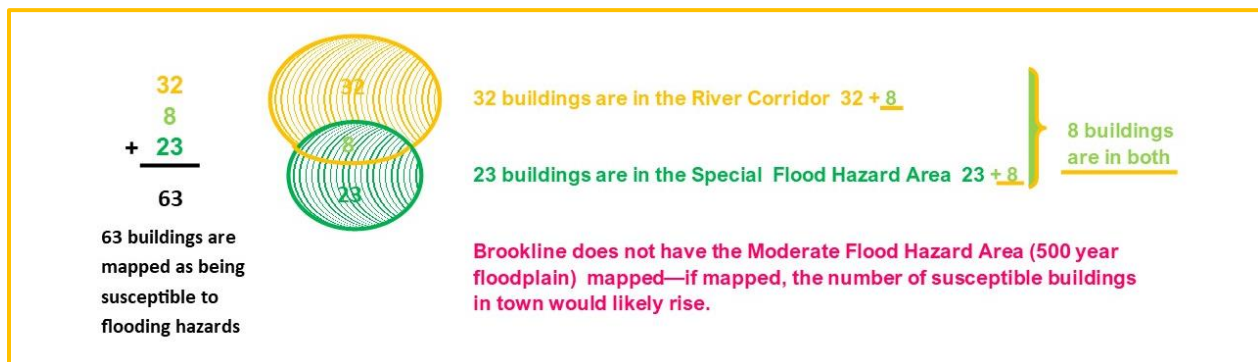 32
8
+ 23
63
63 buildings are
mapped as being
susceptible to
flooding hazards
32
8
23
32 buildings are in the River Corridor 32 + 8
23 buildings are in the Special Flood Hazard Area 23 + 8
8 buildings
are in both
Brookline does not have the Moderate Flood Hazard Area (500 year
floodplain) mapped—if mapped, the number of susceptible buildings
in town would likely rise.